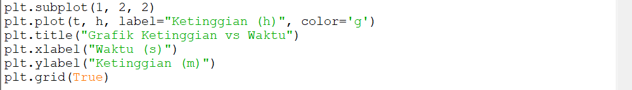 plt.subplot(1, 2, 2)
plt.plot(t, h, label="Ketinggian (h)", color='g')
plt.title("Grafik Ketinggian vs Waktu")
plt.xlabel("Waktu (s)")
plt.ylabel("Ketinggian (m)")
plt.grid(True)